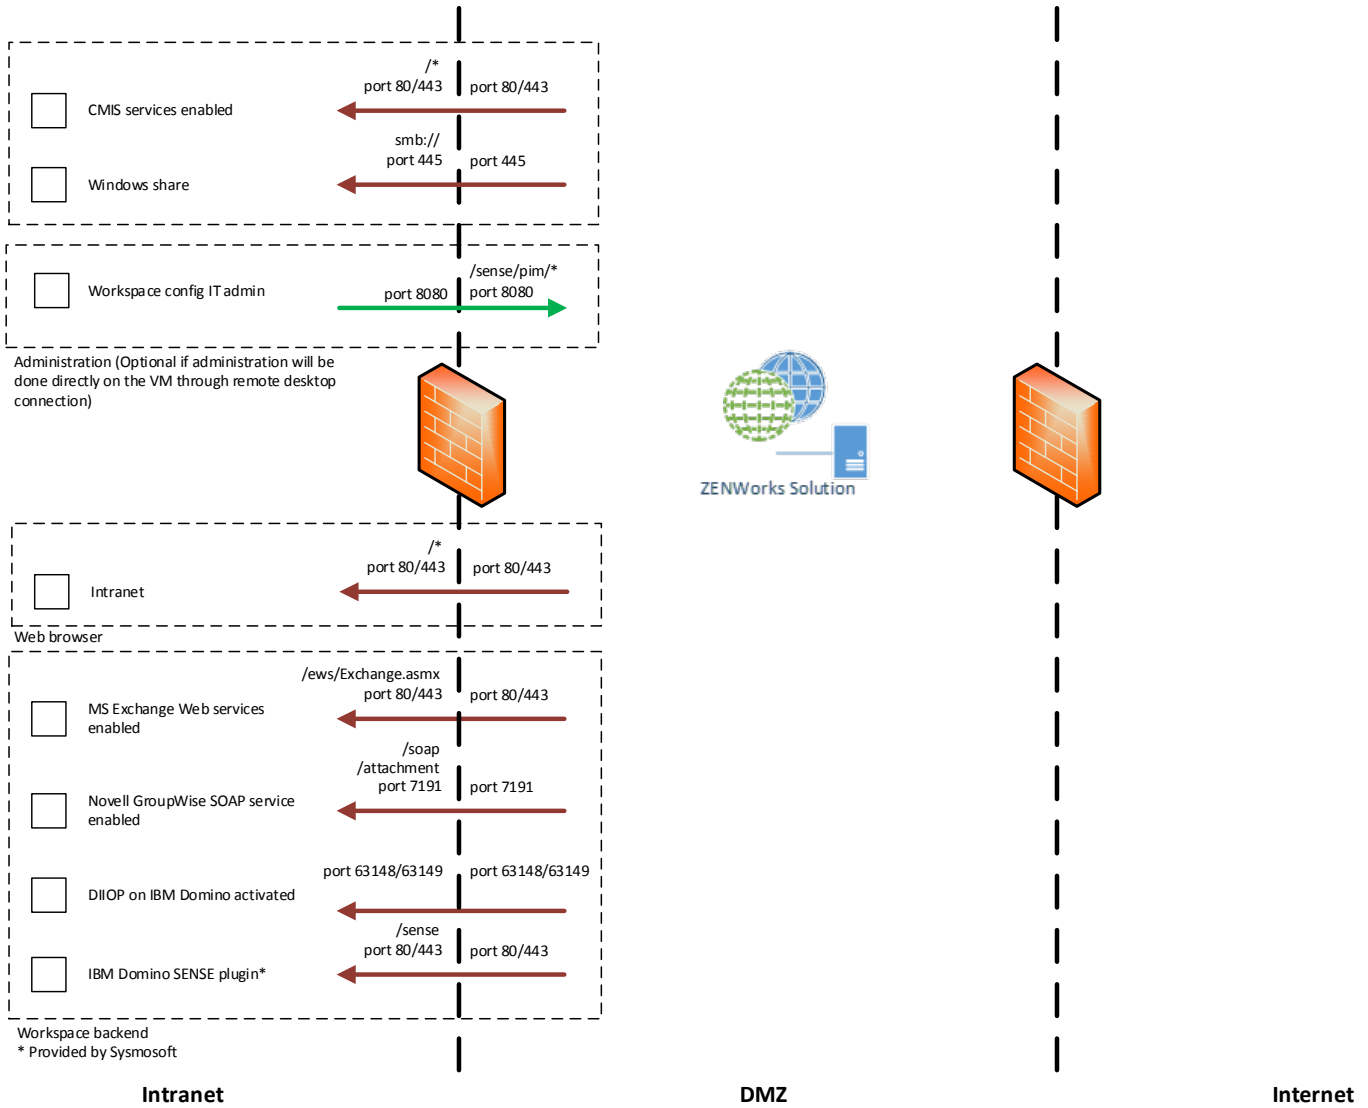 /*
port 80/443 port 80/443
CMIS services enabled
smb://
port 445 port 445
Windows share
/sense/pim/*
Workspace config IT admin port 8080 port 8080
Administration (Optional if administration will be
done directly on the VM through remote desktop
connection)
ZENWorks Solution
/*
port 80/443 port 80/443
Intranet
Web browser
/ews/Exchange.asmx
port 80/443 port 80/443
MS Exchange Web services
enabled
/soap
/attachment
port 7191 port 7191
Novell GroupWise SOAP service
enabled
port 63148/63149 port 63148/63149
DIIOP on IBM Domino activated
/sense
port 80/443 port 80/443
IBM Domino SENSE plugin*
Workspace backend
* Provided by Sysmosoft
Intranet DMZ Internet